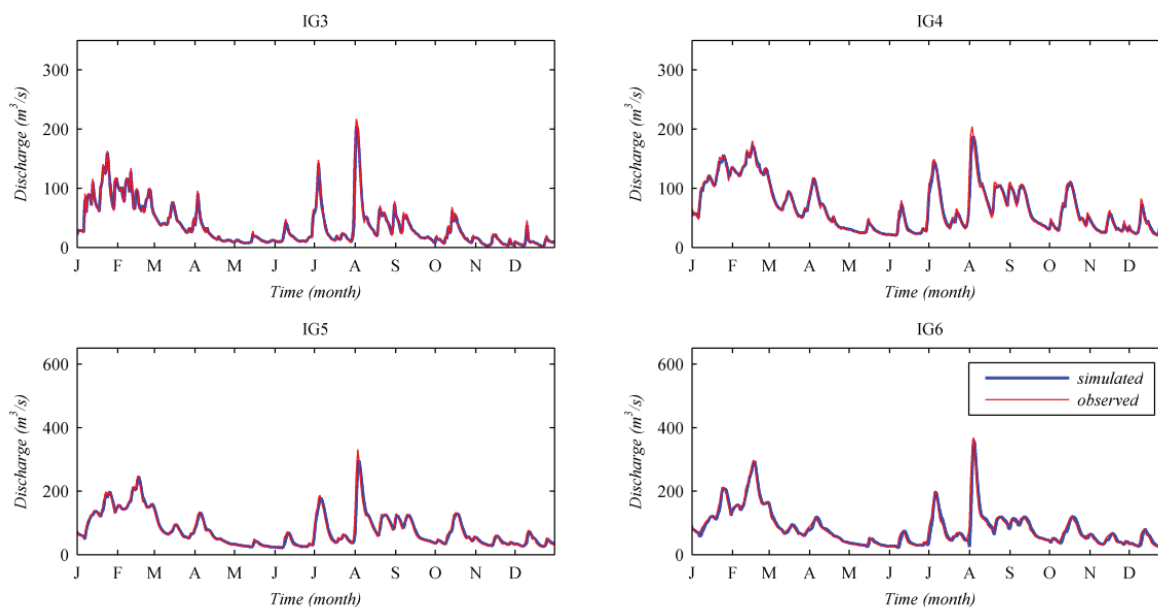 IG3
300
200
100
0
Discharge (m³/s)
J F M A M J J A S O N D
Time (month)
IG4
300
200
100
0
Discharge (m³/s)
J F M A M J J A S O N D
Time (month)
IG5
600
400
200
0
Discharge (m³/s)
J F M A M J J A S O N D
Time (month)
IG6
600
400
200
0
Discharge (m³/s)
simulated
observed
J F M A M J J A S O N D
Time (month)